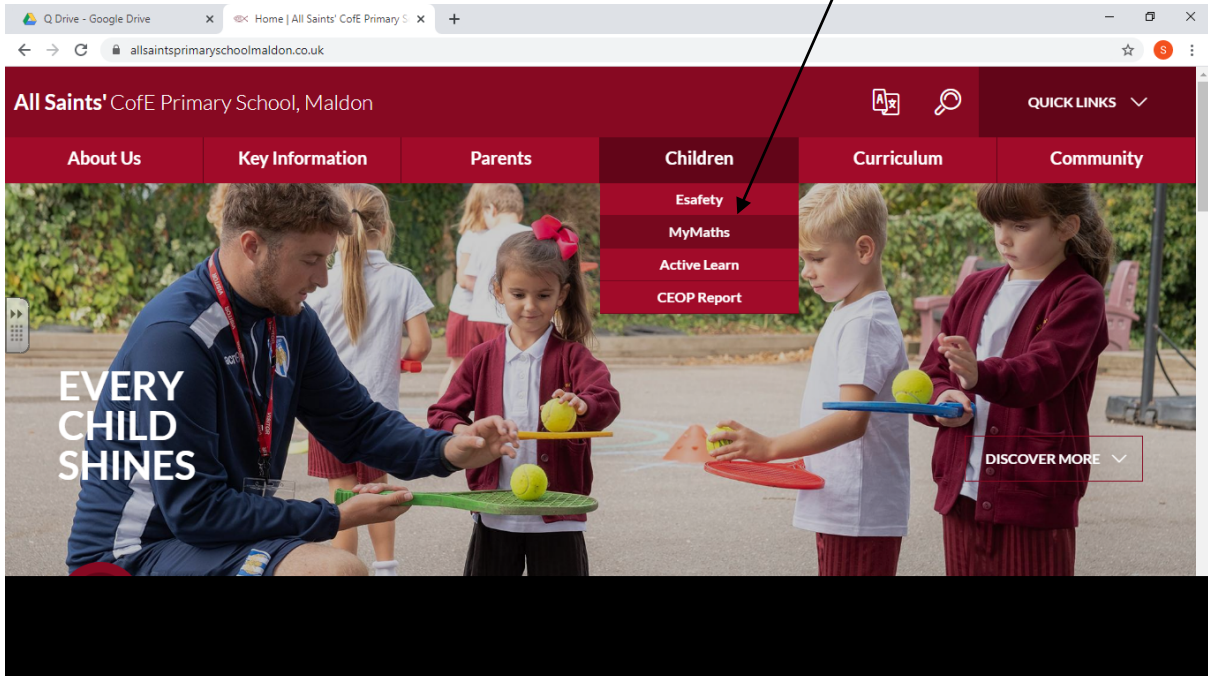 Q Drive - Google Drive
Home | All Saints' CofE Primary S
allsaintsprimaryschoolmaldon.co.uk
S
All Saints' CofE Primary School, Maldon
QUICK LINKS
About Us
Key Information
Parents
Children
Curriculum
Community
Esafety
MyMaths
Active Learn
CEOP Report
EVERY
CHILD
SHINES
DISCOVER MORE